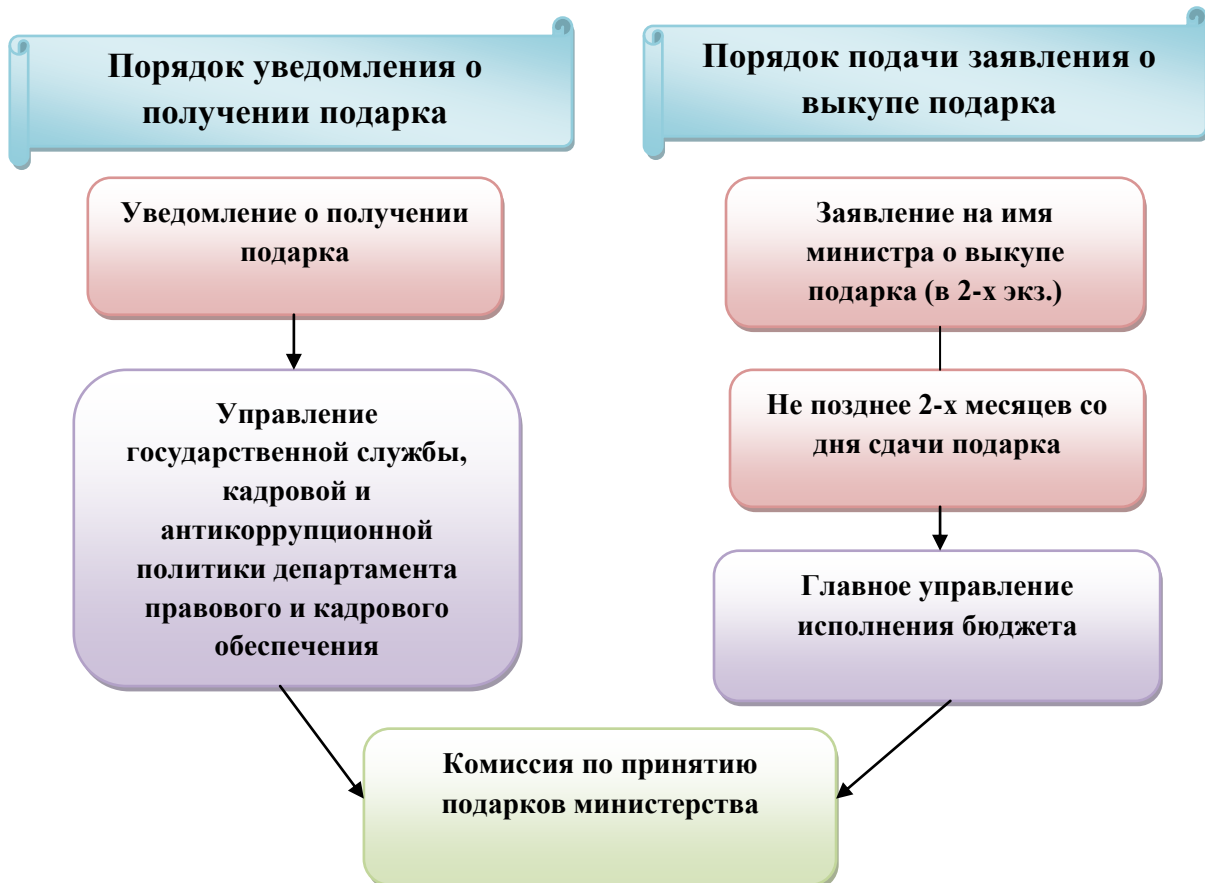 Порядок уведомления о
получении подарка
Порядок подачи заявления о
выкупе подарка
Уведомление о получении
подарка
Заявление на имя
министра о выкупе
подарка (в 2-х экз.)
Управление
государственной службы,
кадровой и
антикоррупционной
политики департамента
правового и кадрового
обеспечения
Не позднее 2-х месяцев со
дня сдачи подарка
Главное управление
исполнения бюджета
Комиссия по принятию
подарков министерства